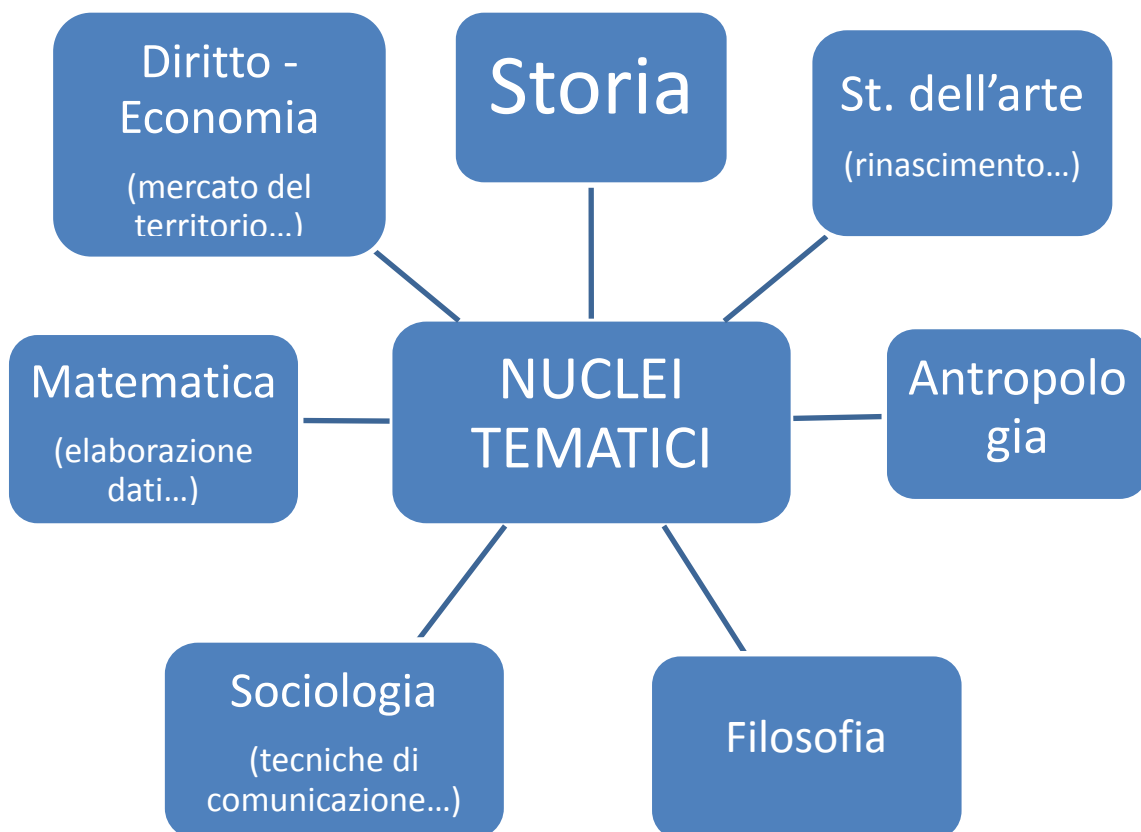 Diritto -
Economia
(mercato del
territorio…)
Storia
St. dell’arte
(rinascimento…)
Matematica
(elaborazione
dati…)
NUCLEI
TEMATICI
Antropolo
gia
Sociologia
(tecniche di
comunicazione…)
Filosofia